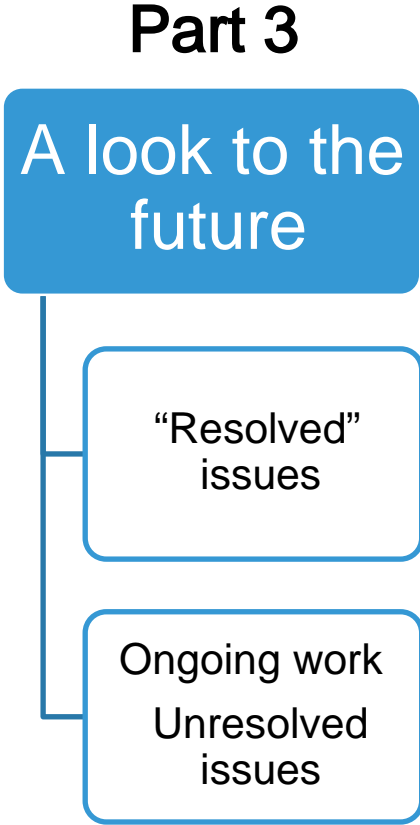 Part 3
A look to the
future
“Resolved”
issues
Ongoing work
Unresolved
issues